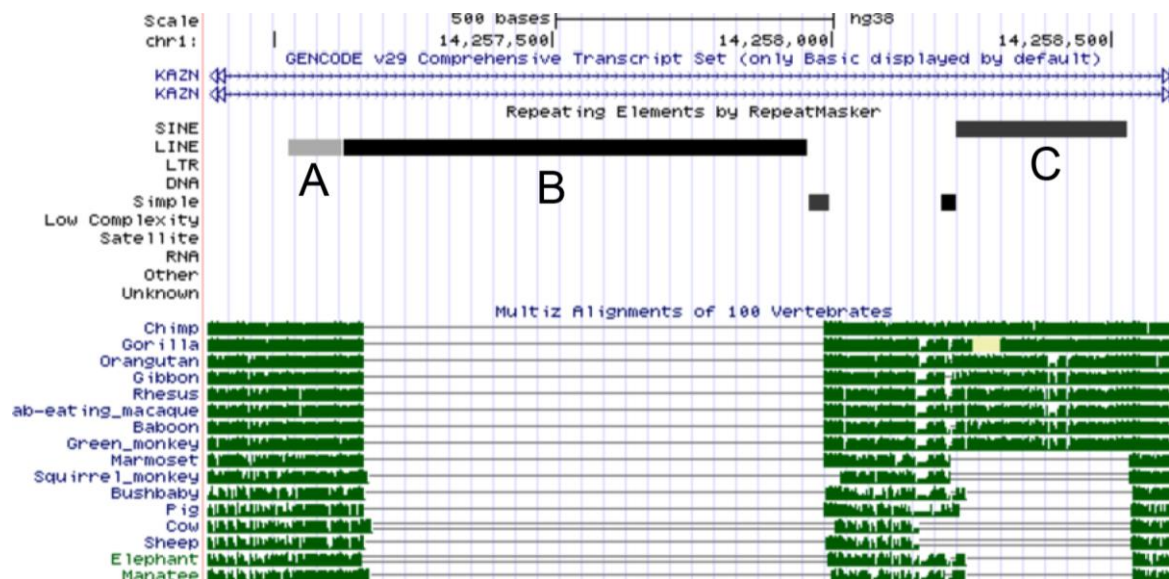 Scale 500 bases hg38
chr1: 14,257,500 14,258,000 14,258,500
GENCODE v29 Comprehensive Transcript Set (only Basic displayed by default)
KAZN
KAZN
Repeating Elements by RepeatMasker
SINE
LINE
LTR
DNA
Simple
Low Complexity
Satellite
RNA
Other
Unknown
A
B
C
Multiz Alignments of 100 Vertebrates
Chimp
Gorilla
Orangutan
Gibbon
Rhesus
ab-eating_macaque
Baboon
Green_monkey
Marmoset
Squirrel_monkey
Bushbaby
Pig
Cow
Sheep
Elephant
Manatee